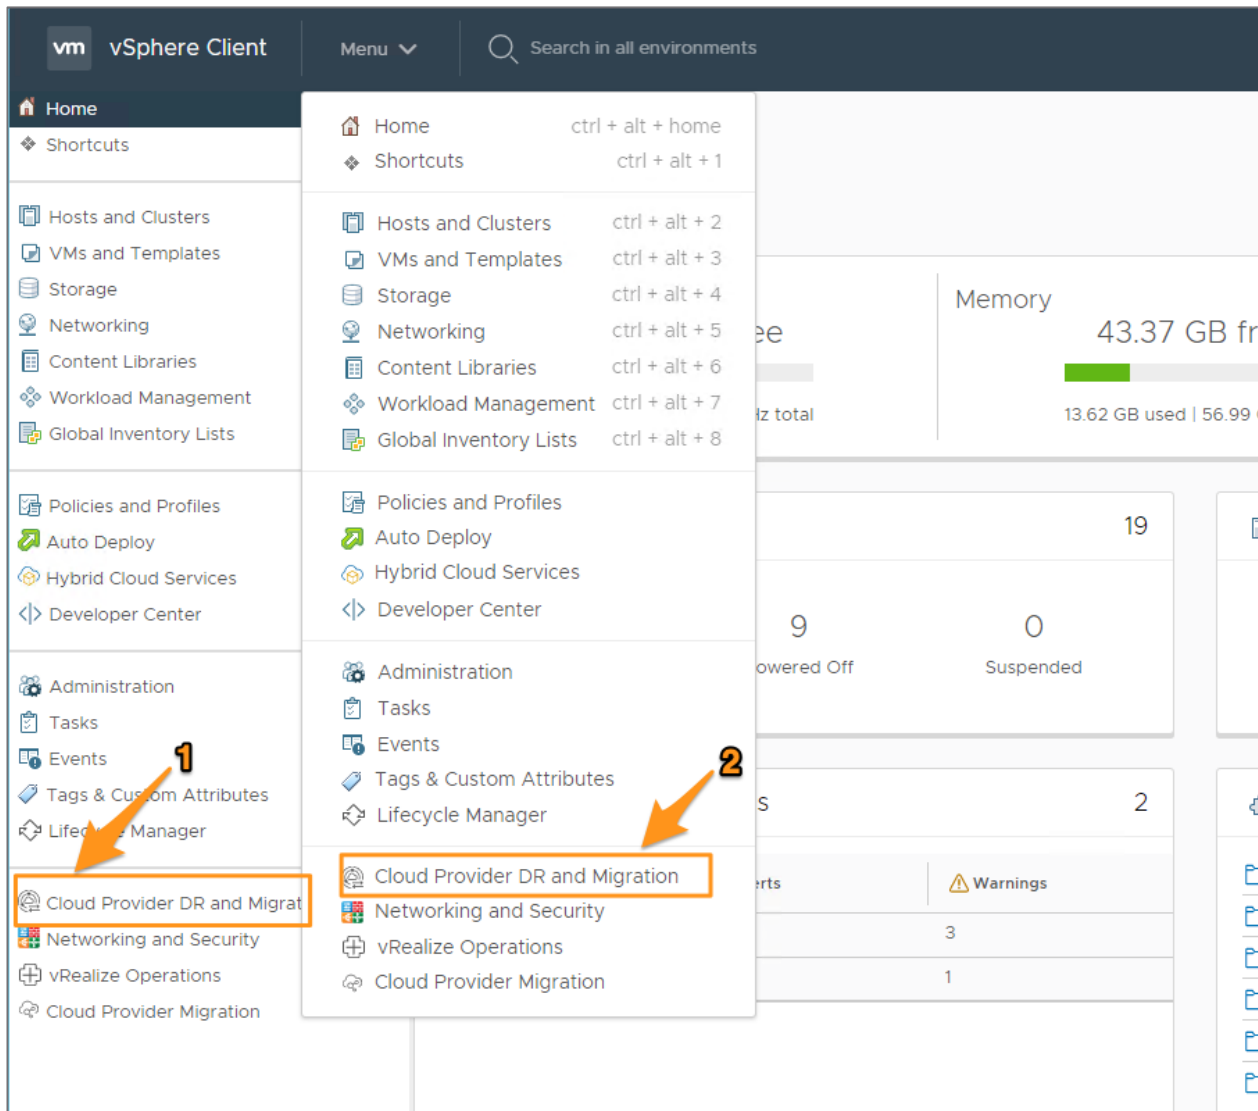 vm vSphere Client Menu Search in all environments
Home
Shortcuts
Hosts and Clusters
VMs and Templates
Storage
Networking
Content Libraries
Workload Management
Global Inventory Lists
Policies and Profiles
Auto Deploy
Hybrid Cloud Services
Developer Center
Administration
Tasks
Events
1
Tags & Custom Attributes
Lifecycle Manager
Cloud Provider DR and Migrat
Networking and Security
vRealize Operations
Cloud Provider Migration
Home ctrl + alt + home
Shortcuts ctrl + alt + 1
Hosts and Clusters ctrl + alt + 2
VMs and Templates ctrl + alt + 3
Storage ctrl + alt + 4
Networking ctrl + alt + 5
Content Libraries ctrl + alt + 6
Workload Management ctrl + alt + 7
Global Inventory Lists ctrl + alt + 8
Policies and Profiles
Auto Deploy
Hybrid Cloud Services
Developer Center
Administration
Tasks
Events
2
Tags & Custom Attributes
Lifecycle Manager
Cloud Provider DR and Migration
Networking and Security
vRealize Operations
Cloud Provider Migration
ee
Hz total
Memory
43.37 GB fr
13.62 GB used | 56.99
19
9 0
owered Off Suspended
s 2
erts Warnings
3
1